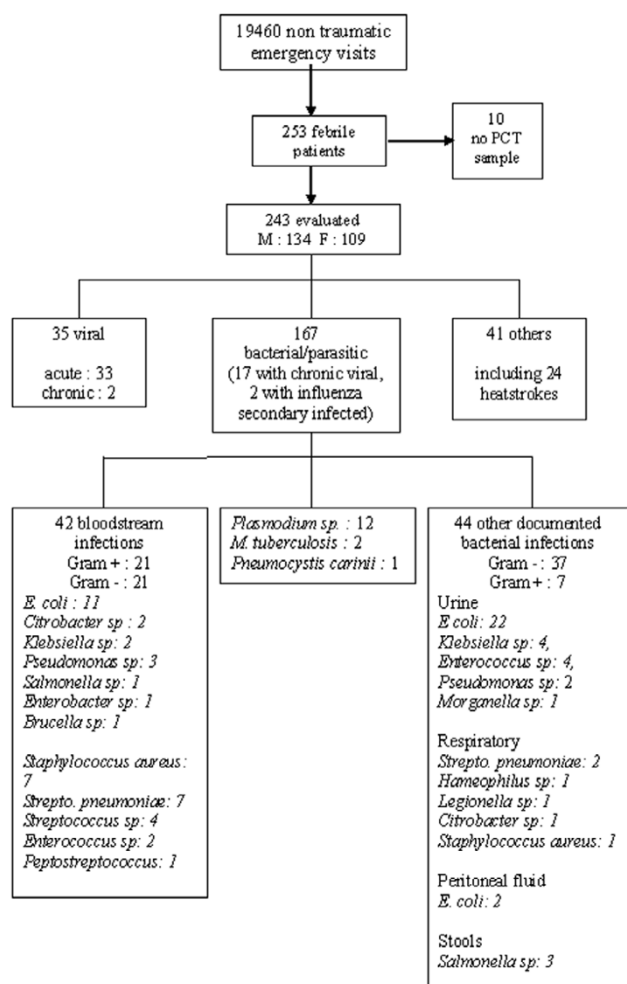 19460 non traumatic
emergency visits
253 febrile
patients
10
no PCT
sample
243 evaluated
M : 134 F : 109
35 viral
acute : 33
chronic : 2
167
bacterial/parasitic
(17 with chronic viral,
2 with influenza
secondary infected)
41 others
including 24
heatstrokes
42 bloodstream
infections
Gram + : 21
Gram - : 21
E. coli : 11
Citrobacter sp : 2
Klebsiella sp: 2
Pseudomonas sp: 3
Salmonella sp: 1
Enterobacter sp: 1
Brucella sp: 1
Staphylococcus aureus:
7
Strepto. pneumoniae: 7
Streptococcus sp: 4
Enterococcus sp: 2
Peptostreptococcus: 1
Plasmodium sp. : 12
M. tuberculosis : 2
Pneumocystis carinii : 1
44 other documented
bacterial infections
Gram - : 37
Gram + : 7
Urine
E coli: 22
Klebsiella sp: 4,
Enterococcus sp: 4,
Pseudomonas sp: 2
Morganella sp: 1
Respiratory
Strepto. pneumoniae: 2
Hameophilus sp: 1
Legionella sp: 1
Citrobacter sp: 1
Staphylococcus aureus: 1
Peritoneal fluid
E. coli: 2
Stools
Salmonella sp: 3